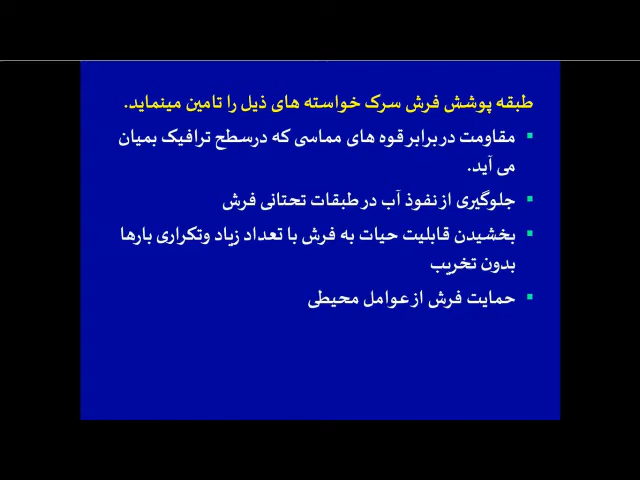 طبقه پوشش فرش سرک خواسته های ذیل را تامین مینماید.
▪ مقاومت در برابر قوه های مماسی که درسطح ترافیک بمیان
می آید.
▪ جلوگیری از نفوذ آب در طبقات تحتانی فرش
▪ بخشیدن قابلیت حیات به فرش با تعداد زیاد وتکراری بارها
بدون تخریب
▪ حمایت فرش از عوامل محیطی